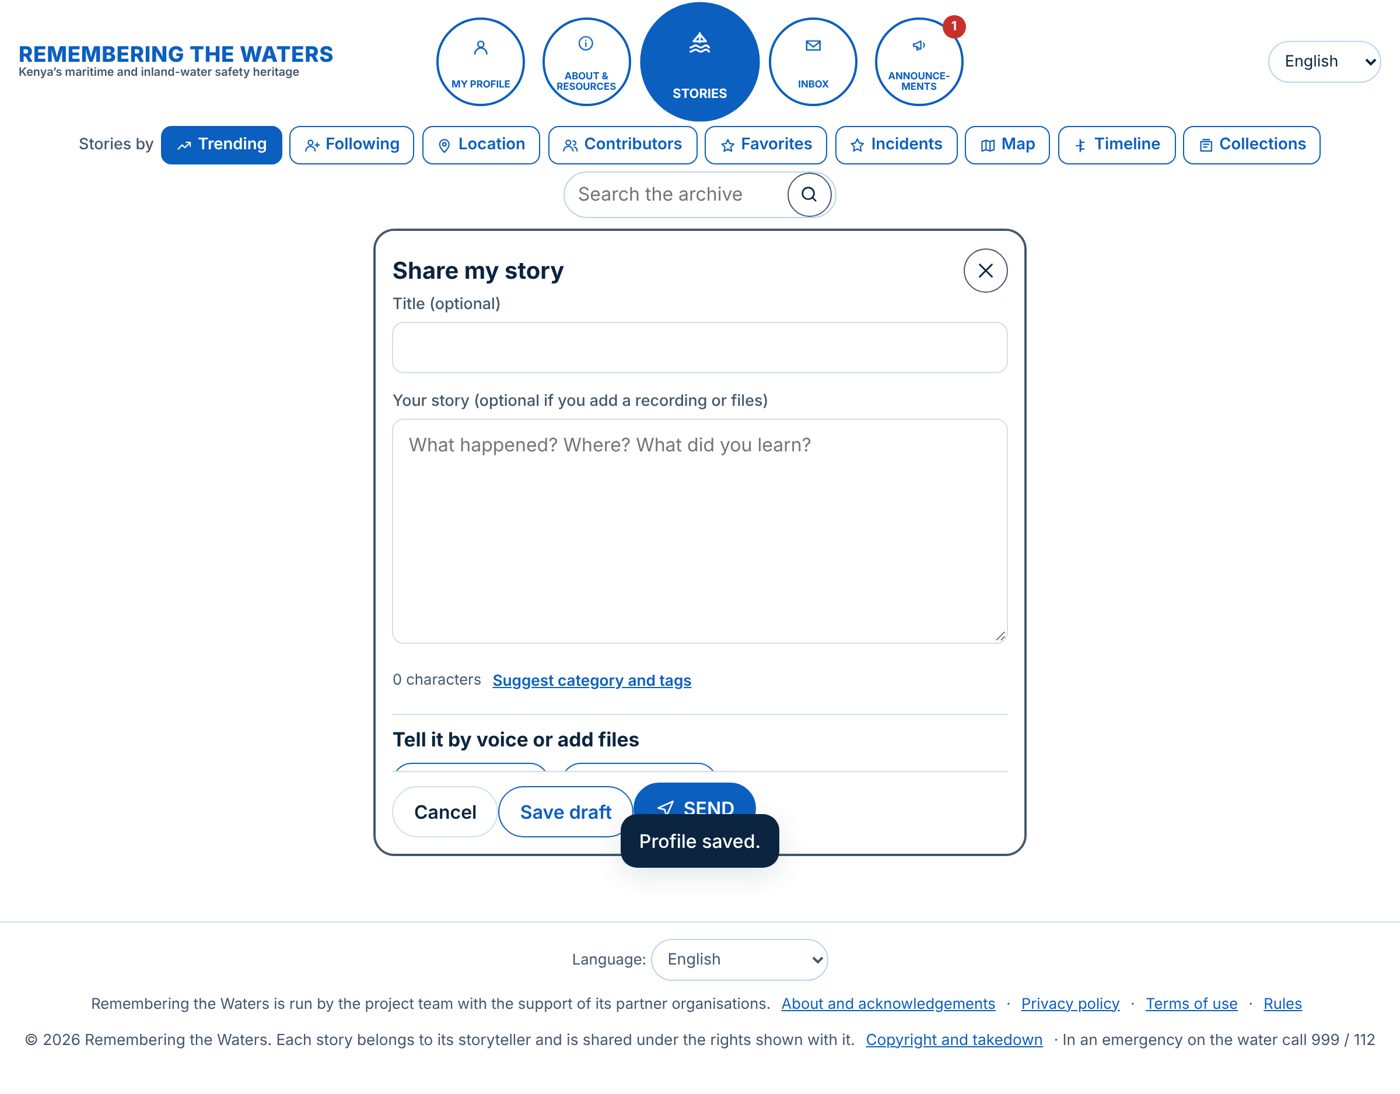 REMEMBERING THE WATERS
Kenya's maritime and inland-water safety heritage
MY PROFILE
ABOUT &
RESOURCES
STORIES
INBOX
ANNOUNCE-
MENTS
1
English
Stories by
Trending
Following
Location
Contributors
Favorites
Incidents
Map
Timeline
Collections
Search the archive
Share my story
Title (optional)
Your story (optional if you add a recording or files)
What happened? Where? What did you learn?
0 characters Suggest category and tags
Tell it by voice or add files
Cancel
Save draft
SEND
Profile saved.
Language: English
Remembering the Waters is run by the project team with the support of its partner organisations. About and acknowledgements · Privacy policy · Terms of use · Rules
© 2026 Remembering the Waters. Each story belongs to its storyteller and is shared under the rights shown with it. Copyright and takedown · In an emergency on the water call 999 / 112